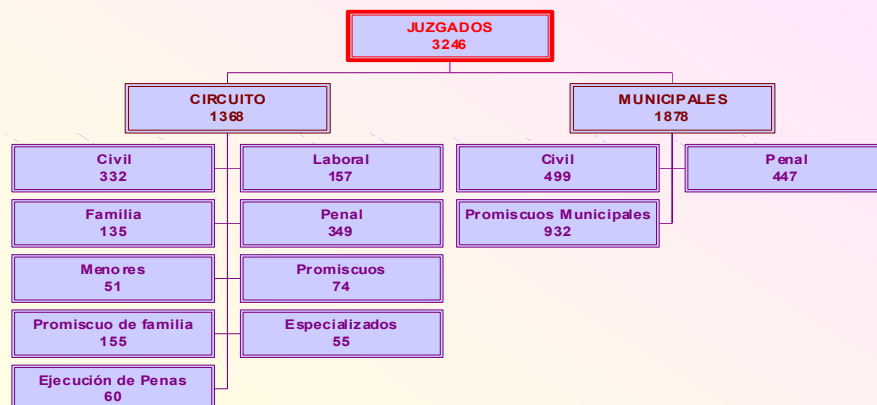 JUZGADOS
3246
CIRCUITO
1368
MUNICIPALES
1878
Civil
332
Laboral
157
Familia
135
Penal
349
Menores
51
Promiscuos
74
Promiscuo de familia
155
Especializados
55
Ejecución de Penas
60
Civil
499
Penal
447
Promiscuos Municipales
932